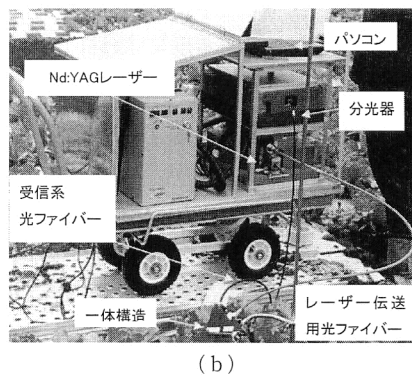 パソコン
Nd:YAGレーザー
分光器
受信系
光ファイバー
一体構造
レーザー伝送
用光ファイバー
(b)